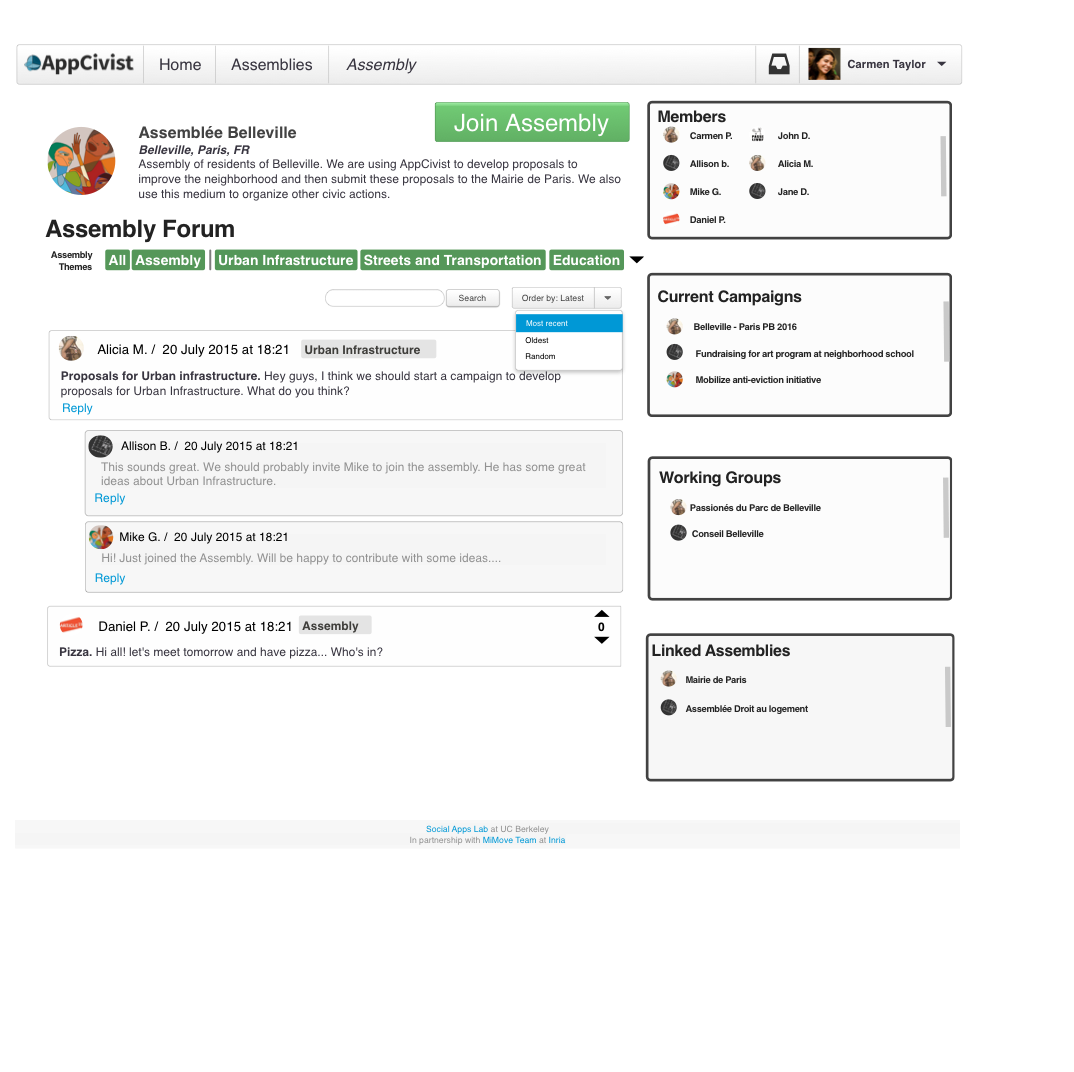 AppCivist
Home
Assemblies
Assembly
Carmen Taylor
Join Assembly
Assemblée Belleville
Belleville, Paris, FR
Assembly of residents of Belleville. We are using AppCivist to develop proposals to
improve the neighborhood and then submit these proposals to the Mairie de Paris. We also
use this medium to organize other civic actions.
Assembly Forum
Assembly
Themes
All
Assembly
|
Urban Infrastructure
Streets and Transportation
Education
Search
Order by: Latest
Most recent
Oldest
Random
Alicia M. / 20 July 2015 at 18:21
Urban Infrastructure
Proposals for Urban infrastructure. Hey guys, I think we should start a campaign to develop
proposals for Urban Infrastructure. What do you think?
Reply
Allison B. / 20 July 2015 at 18:21
This sounds great. We should probably invite Mike to join the assembly. He has some great
ideas about Urban Infrastructure.
Reply
Mike G. / 20 July 2015 at 18:21
Hi! Just joined the Assembly. Will be happy to contribute with some ideas....
Reply
Daniel P. / 20 July 2015 at 18:21
Assembly
0
Pizza. Hi all! let's meet tomorrow and have pizza... Who's in?
Members
Carmen P.
John D.
Allison b.
Alicia M.
Mike G.
Jane D.
Daniel P.
Current Campaigns
Belleville - Paris PB 2016
Fundraising for art program at neighborhood school
Mobilize anti-eviction initiative
Working Groups
Passionés du Parc de Belleville
Conseil Belleville
Linked Assemblies
Mairie de Paris
Assemblée Droit au logement
Social Apps Lab at UC Berkeley
In partnership with MiMove Team at Inria